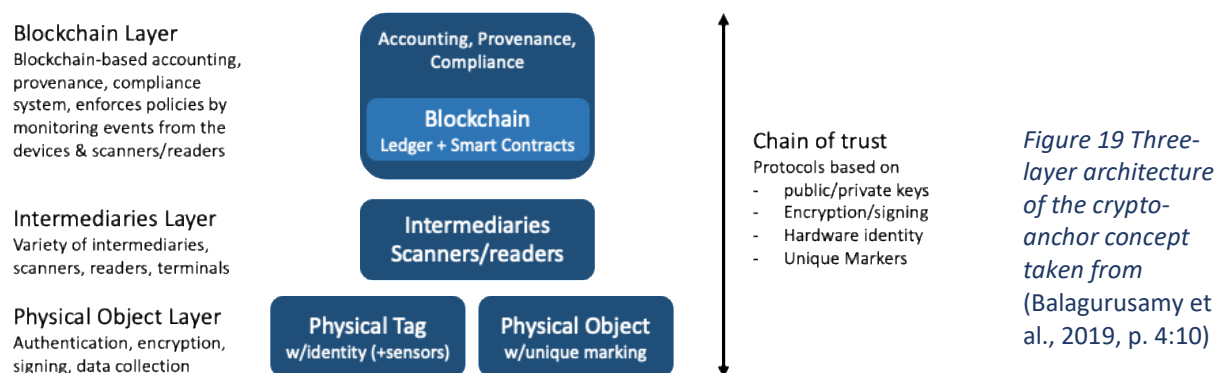 Blockchain Layer
Blockchain-based accounting,
provenance, compliance
system, enforces policies by
monitoring events from the
devices & scanners/readers
Accounting, Provenance,
Compliance
Blockchain
Ledger + Smart Contracts
Intermediaries Layer
Variety of intermediaries,
scanners, readers, terminals
Intermediaries
Scanners/readers
Physical Object Layer
Authentication, encryption,
signing, data collection
Physical Tag
w/identity (+sensors)
Physical Object
w/unique marking
Chain of trust
Protocols based on
- public/private keys
- Encryption/signing
- Hardware identity
- Unique Markers
Figure 19 Three-
layer architecture
of the crypto-
anchor concept
taken from
(Balagurusamy et
al., 2019, p. 4:10)